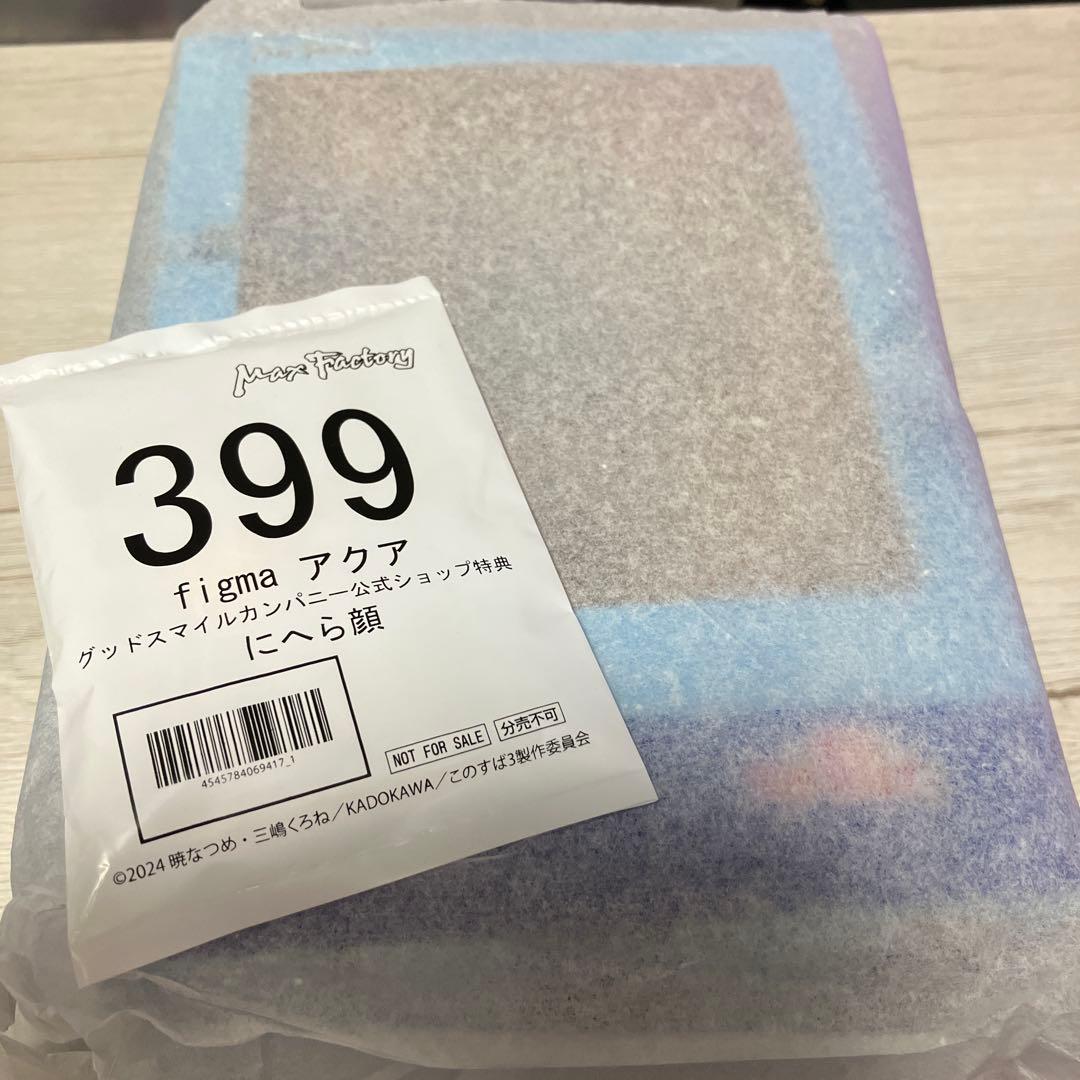 Max Factory
399
figma アクア
グッドスマイルカンパニー公式ショップ特典
にへら顔
4545784069417_1
NOT FOR SALE 分売不可
©2024 暁なつめ・三嶋くろね/KADOKAWA/このすば3製作委員会